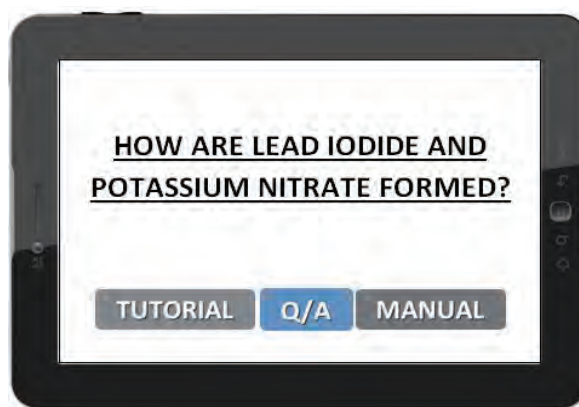 HOW ARE LEAD IODIDE AND
POTASSIUM NITRATE FORMED?
TUTORIAL Q/A MANUAL